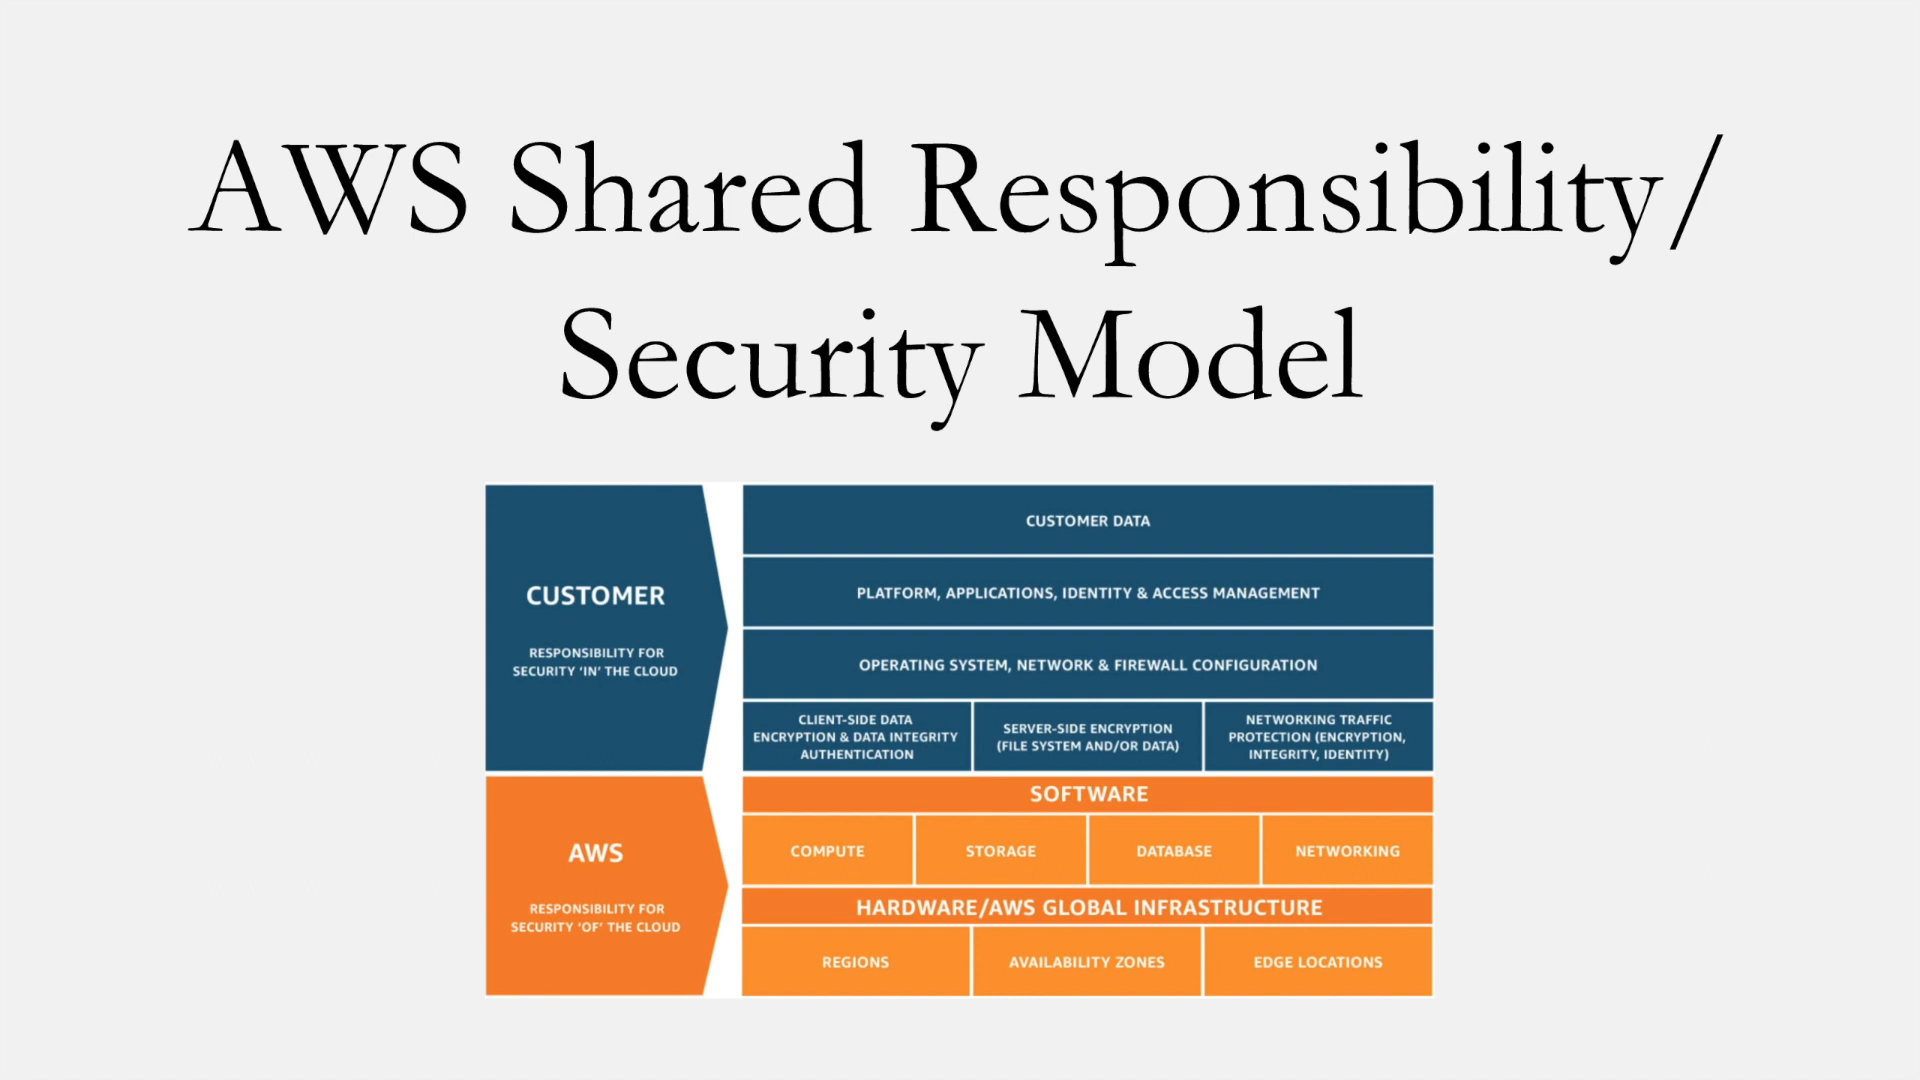 AWS Shared Responsibility/
Security Model
CUSTOMER
RESPONSIBILITY FOR
SECURITY ‘IN’ THE CLOUD
CUSTOMER DATA
PLATFORM, APPLICATIONS, IDENTITY & ACCESS MANAGEMENT
OPERATING SYSTEM, NETWORK & FIREWALL CONFIGURATION
CLIENT-SIDE DATA
ENCRYPTION & DATA INTEGRITY
AUTHENTICATION
SERVER-SIDE ENCRYPTION
(FILE SYSTEM AND/OR DATA)
NETWORKING TRAFFIC
PROTECTION (ENCRYPTION,
INTEGRITY, IDENTITY)
AWS
RESPONSIBILITY FOR
SECURITY ‘OF’ THE CLOUD
SOFTWARE
COMPUTE
STORAGE
DATABASE
NETWORKING
HARDWARE/AWS GLOBAL INFRASTRUCTURE
REGIONS
AVAILABILITY ZONES
EDGE LOCATIONS